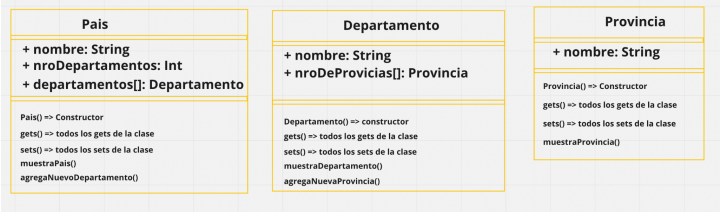 Pais
+ nombre: String
+ nroDepartamentos: Int
+ departamentos[]: Departamento
Pais() => Constructor
gets() => todos los gets de la clase
sets() => todos los sets de la clase
muestraPais()
agregaNuevoDepartamento()
Departamento
+ nombre: String
+ nroDeProvicias[]: Provincia
Departamento() => constructor
gets() => todos los gets de la clase
sets() => todos los sets de la clase
muestraDepartamento()
agregaNuevaProvincia()
Provincia
+ nombre: String
Provincia() => Constructor
gets() => todos los gets de la clase
sets() => todos los sets de la clase
muestraProvincia()